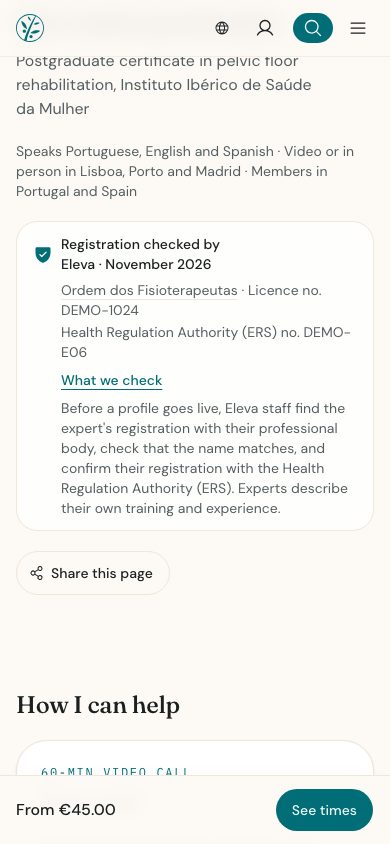 Postgraduate certificate in pelvic floor
rehabilitation, Instituto Ibérico de Saúde
da Mulher
Speaks Portuguese, English and Spanish · Video or in
person in Lisboa, Porto and Madrid · Members in
Portugal and Spain
Registration checked by
Eleva · November 2026
Ordem dos Fisioterapeutas · Licence no.
DEMO-1024
Health Regulation Authority (ERS) no. DEMO-
E06
What we check
Before a profile goes live, Eleva staff find the
expert's registration with their professional
body, check that the name matches, and
confirm their registration with the Health
Regulation Authority (ERS). Experts describe
their own training and experience.
Share this page
How I can help
60-MIN VIDEO CALL
From €45.00
See times